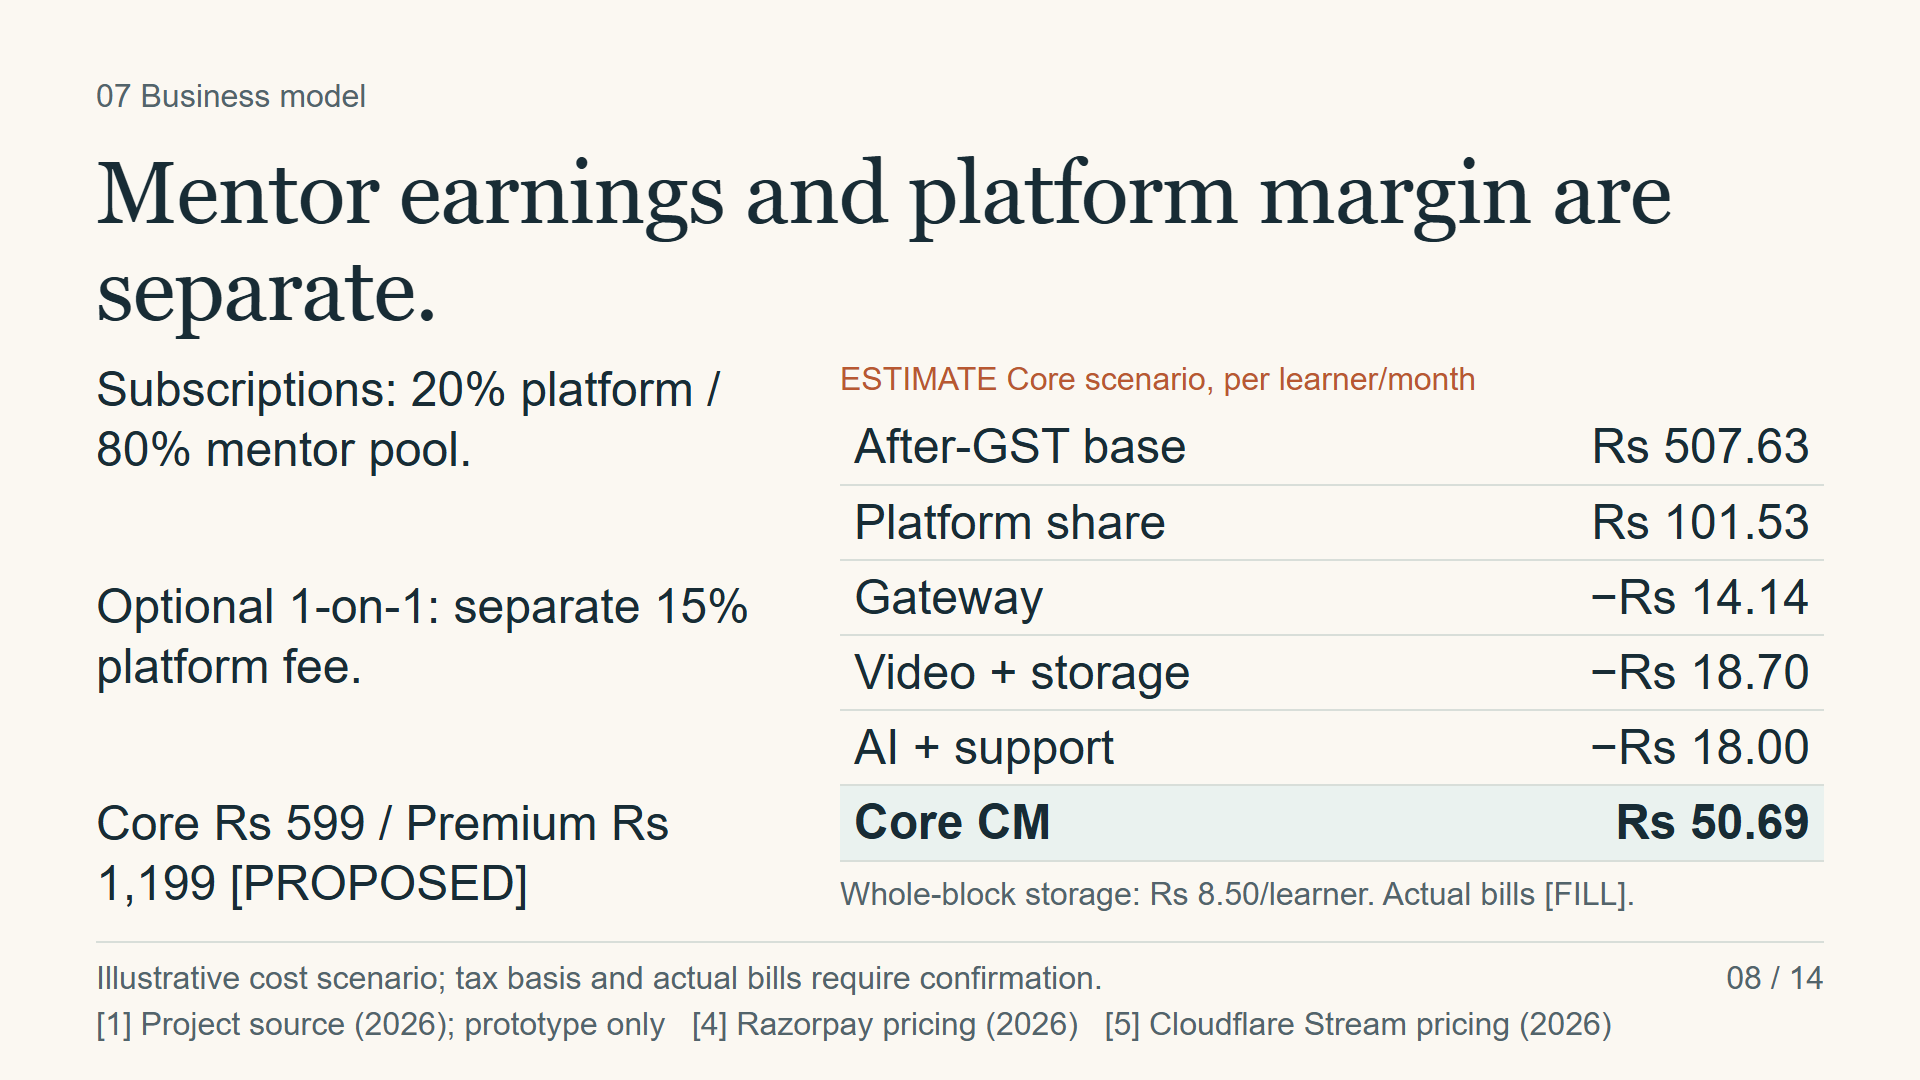 07 Business model
Mentor earnings and platform margin are
separate.
Subscriptions: 20% platform /
80% mentor pool.
Optional 1-on-1: separate 15%
platform fee.
Core Rs 599 / Premium Rs
1,199 [PROPOSED]
ESTIMATE Core scenario, per learner/month
After-GST base Rs 507.63
Platform share Rs 101.53
Gateway −Rs 14.14
Video + storage −Rs 18.70
AI + support −Rs 18.00
Core CM Rs 50.69
Whole-block storage: Rs 8.50/learner. Actual bills [FILL].
Illustrative cost scenario; tax basis and actual bills require confirmation. 08 / 14
[1] Project source (2026); prototype only [4] Razorpay pricing (2026) [5] Cloudflare Stream pricing (2026)